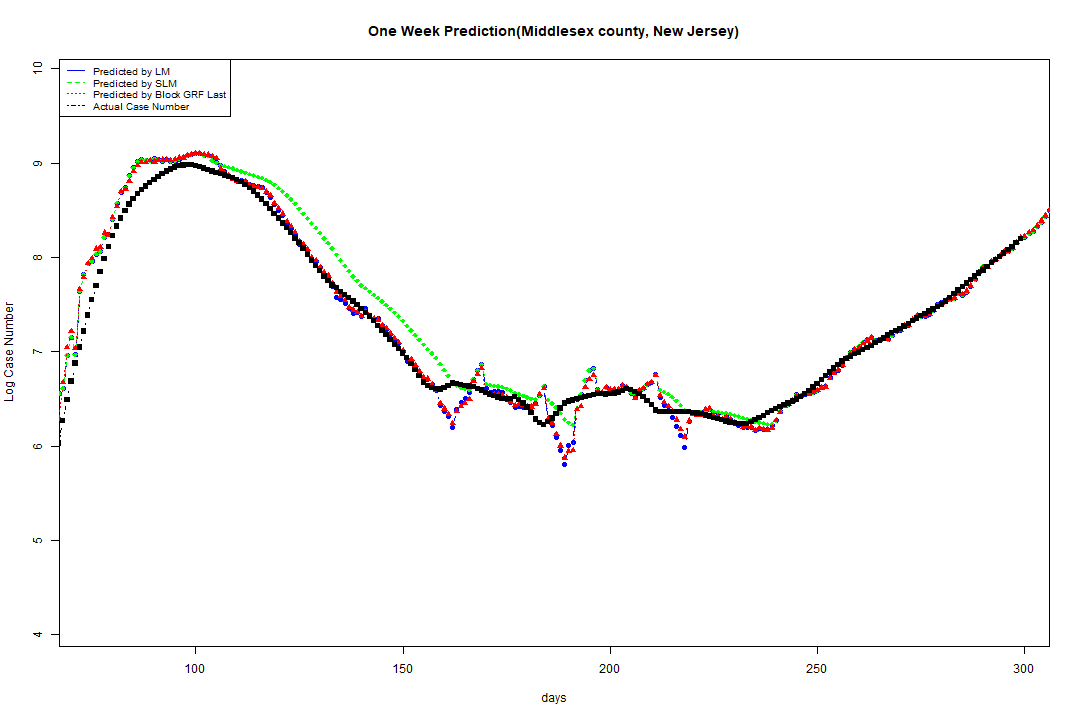 One Week Prediction(Middlesex county, New Jersey)
Predicted by LM
Predicted by SLM
Predicted by Block GRF Last
Actual Case Number
Log Case Number
10
9
8
7
6
5
4
100 150 200 250 300
days